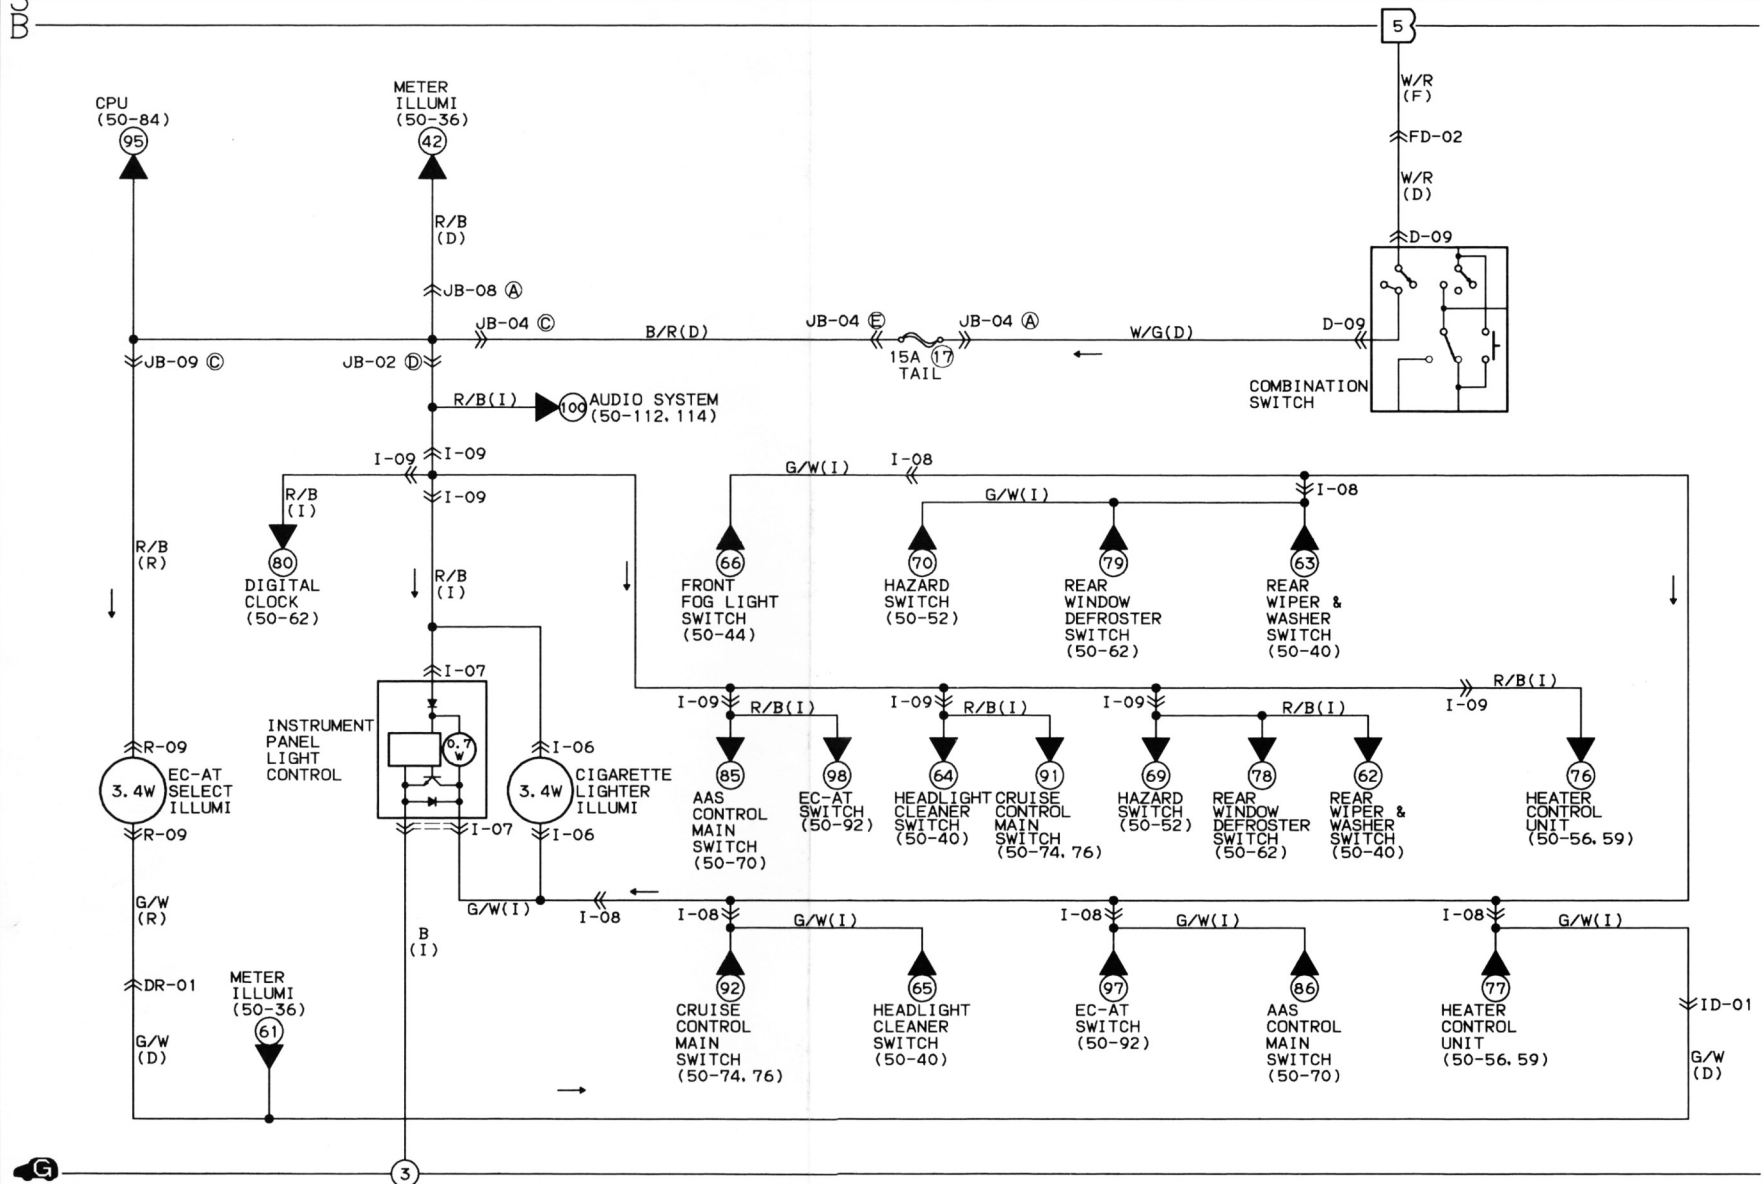 B
5
W/R
(F)
FD-02
W/R
(D)
D-09
CPU
(50-84)
95
METER
ILLUMI
(50-36)
42
R/B
(D)
JB-08 Ⓐ
JB-04 Ⓒ
B/R(D)
JB-04 Ⓔ
JB-04 Ⓐ
15A ⑰
TAIL
W/G(D)
D-09
COMBINATION
SWITCH
JB-09 Ⓒ
JB-02 Ⓓ
R/B(I)
100
AUDIO SYSTEM
(50-112.114)
I-09
I-09
I-09
R/B
(I)
80
DIGITAL
CLOCK
(50-62)
R/B
(R)
R/B
(I)
G/W(I)
I-08
I-08
G/W(I)
66
FRONT
FOG LIGHT
SWITCH
(50-44)
70
HAZARD
SWITCH
(50-52)
79
REAR
WINDOW
DEFROSTER
SWITCH
(50-62)
63
REAR
WIPER &
WASHER
SWITCH
(50-40)
I-07
INSTRUMENT
PANEL
LIGHT
CONTROL
0.7
W
I-07
R-09
3.4W
EC-AT
SELECT
ILLUMI
R-09
I-06
3.4W
CIGARETTE
LIGHTER
ILLUMI
I-06
I-09
R/B(I)
I-09
R/B(I)
I-09
R/B(I)
I-09
R/B(I)
85
AAS
CONTROL
MAIN
SWITCH
(50-70)
98
EC-AT
SWITCH
(50-92)
64
HEADLIGHT
CLEANER
SWITCH
(50-40)
91
CRUISE
CONTROL
MAIN
SWITCH
(50-74.76)
69
HAZARD
SWITCH
(50-52)
78
REAR
WINDOW
DEFROSTER
SWITCH
(50-62)
62
REAR
WIPER &
WASHER
SWITCH
(50-40)
76
HEATER
CONTROL
UNIT
(50-56.59)
G/W
(R)
B
(I)
G/W(I)
I-08
I-08
G/W(I)
I-08
G/W(I)
I-08
G/W(I)
DR-01
G/W
(D)
METER
ILLUMI
(50-36)
61
92
CRUISE
CONTROL
MAIN
SWITCH
(50-74.76)
65
HEADLIGHT
CLEANER
SWITCH
(50-40)
97
EC-AT
SWITCH
(50-92)
86
AAS
CONTROL
MAIN
SWITCH
(50-70)
77
HEATER
CONTROL
UNIT
(50-56.59)
ID-01
G/W
(D)
G
3